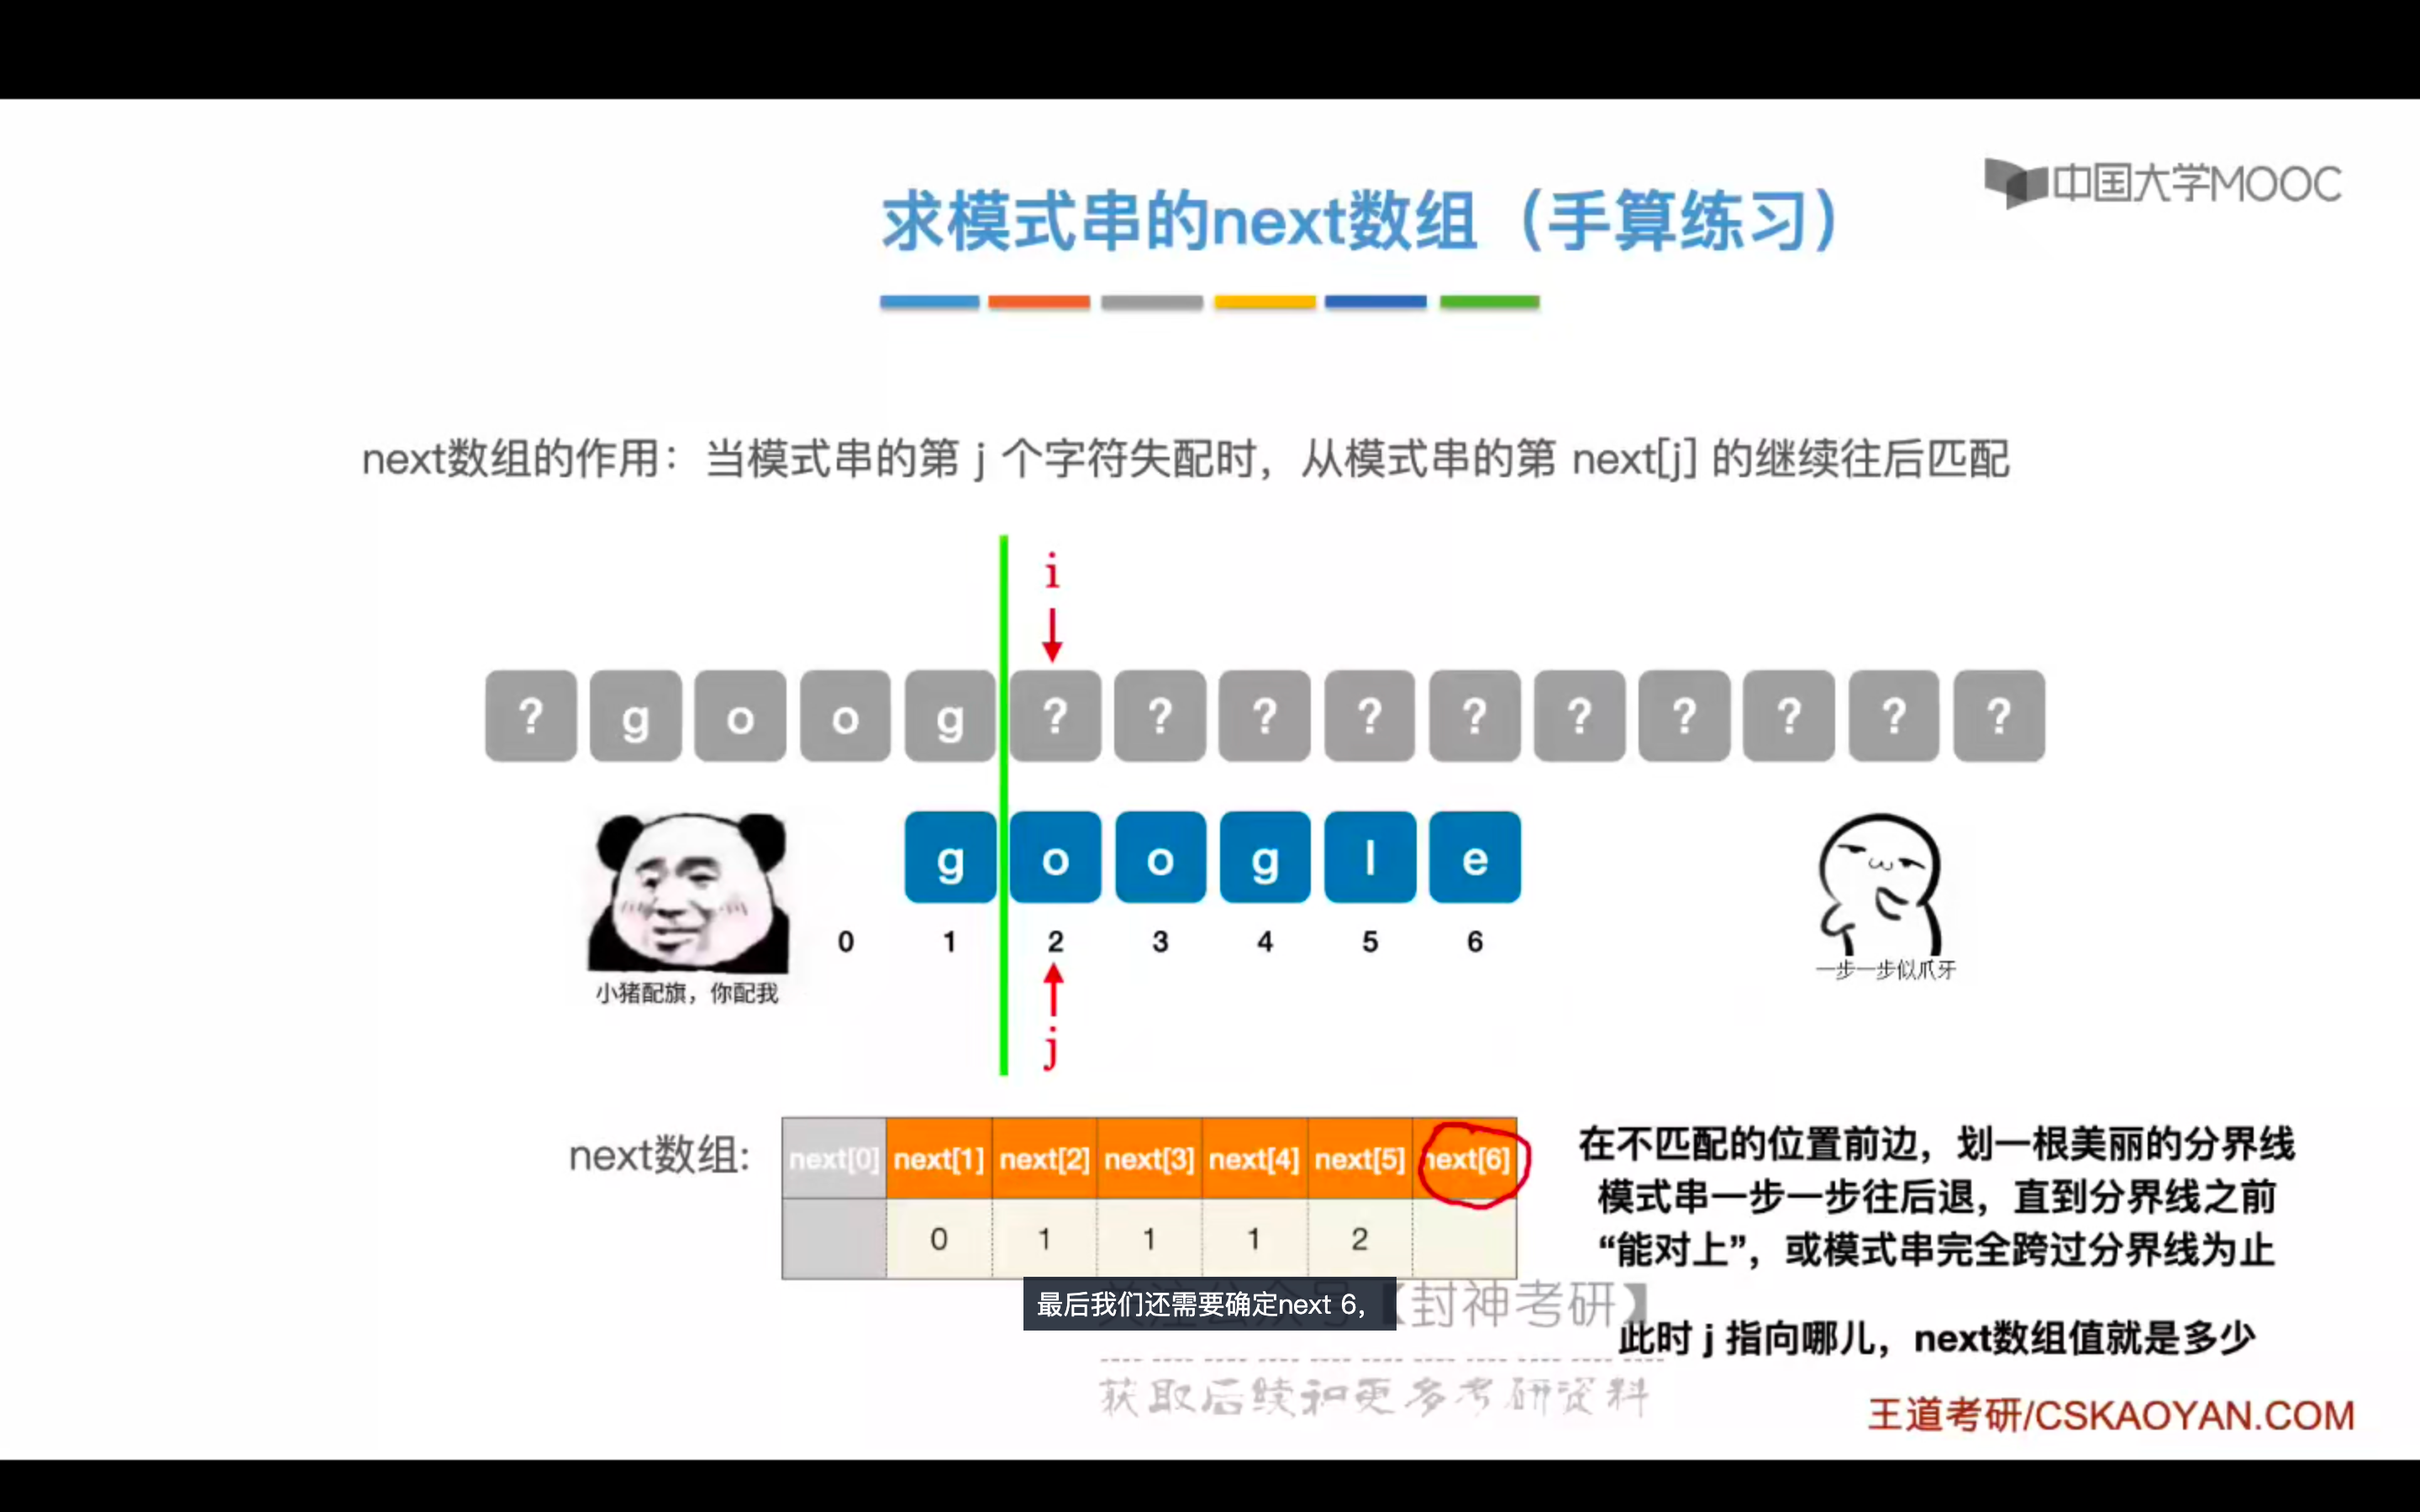 中国大学MOOC
求模式串的next数组（手算练习）
next数组的作用：当模式串的第 j 个字符失配时，从模式串的第 next[j] 的继续往后匹配
i
? g o o g ? ? ? ? ? ? ? ? ? ?
g o o g l e
0 1 2 3 4 5 6
小猪配旗，你配我
一步一步似爪牙
j
next数组:
next[0] next[1] next[2] next[3] next[4] next[5] next[6]
0 1 1 1 2
在不匹配的位置前边，划一根美丽的分界线
模式串一步一步往后退，直到分界线之前
“能对上”，或模式串完全跨过分界线为止
此时 j 指向哪儿，next数组值就是多少
最后我们还需要确定next 6,
【封神考研】
获取后续和更多考研资料
王道考研/CSKAOYAN.COM